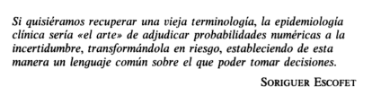 Si quisiéramos recuperar una vieja terminología, la epidemiología
clínica sería «el arte» de adjudicar probabilidades numéricas a la
incertidumbre, transformándola en riesgo, estableciendo de esta
manera un lenguaje común sobre el que poder tomar decisiones.
SORIGUER ESCOFET